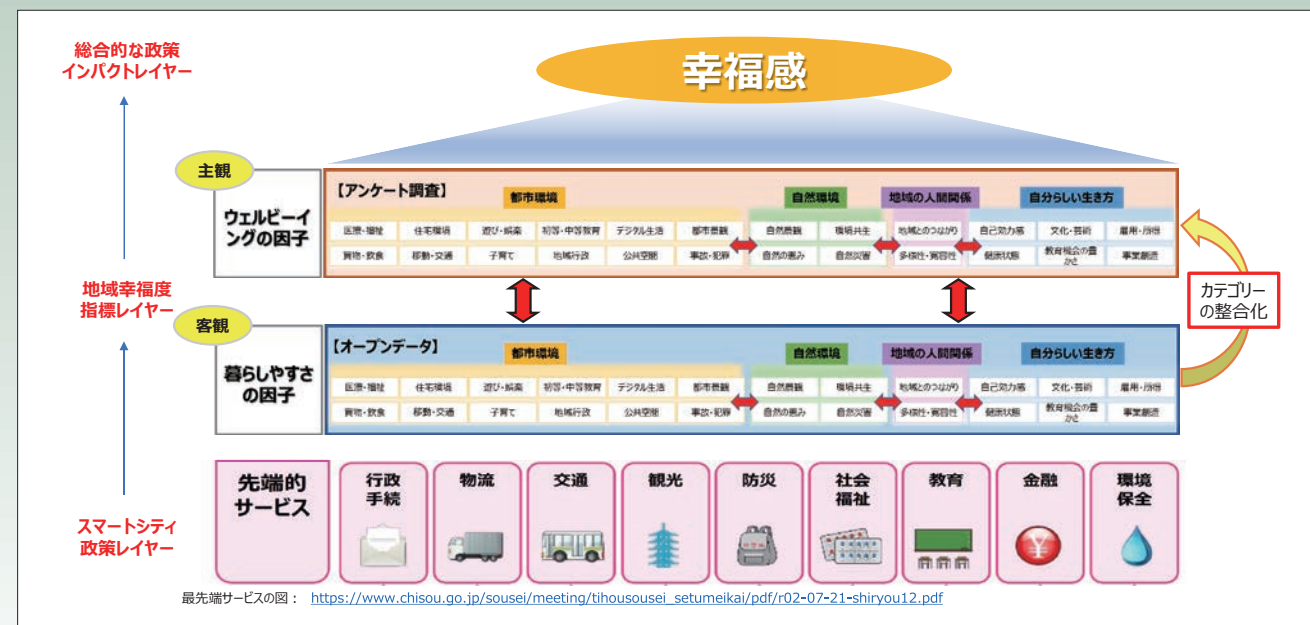 総合的な政策
インパクトレイヤー
幸福感
主観
ウェルビーイ
ングの因子
【アンケート調査】
都市環境
自然環境
地域の人間関係
自分らしい生き方
医療・福祉
住宅環境
遊び・娯楽
初等・中等教育
デジタル生活
都市景観
自然景観
環境共生
地域とのつながり
自己効力感
文化・芸術
雇用・所得
買物・飲食
移動・交通
子育て
地域行政
公共空間
事故・犯罪
自然の恵み
自然災害
多様性・寛容性
健康状態
教育機会の豊
かさ
事業創造
地域幸福度
指標レイヤー
カテゴリー
の整合化
客観
暮らしやすさ
の因子
【オープンデータ】
都市環境
自然環境
地域の人間関係
自分らしい生き方
医療・福祉
住宅環境
遊び・娯楽
初等・中等教育
デジタル生活
都市景観
自然景観
環境共生
地域とのつながり
自己効力感
文化・芸術
雇用・所得
買物・飲食
移動・交通
子育て
地域行政
公共空間
事故・犯罪
自然の恵み
自然災害
多様性・寛容性
健康状態
教育機会の豊
かさ
事業創造
スマートシティ
政策レイヤー
先端的
サービス
行政
手続
物流
交通
観光
防災
社会
福祉
教育
金融
環境
保全
最先端サービスの図： https://www.chisou.go.jp/sousei/meeting/tihousousei_setumeikai/pdf/r02-07-21-shiryou12.pdf